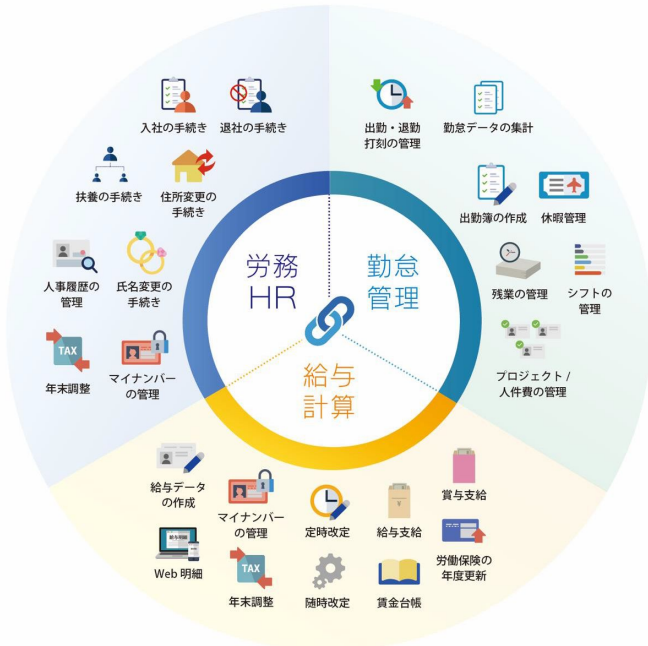 入社の手続き
退社の手続き
扶養の手続き
住所変更の
手続き
人事履歴の
管理
氏名変更の
手続き
TAX
年末調整
マイナンバー
の管理
出勤・退勤
打刻の管理
勤怠データの集計
出勤簿の作成
休暇管理
残業の管理
シフトの
管理
プロジェクト /
人件費の管理
労務
HR
勤怠
管理
給与
計算
給与データ
の作成
マイナンバー
の管理
定時改定
¥
給与支給
賞与支給
給与明細
Web 明細
TAX
年末調整
随時改定
賃金台帳
労働保険の
年度更新